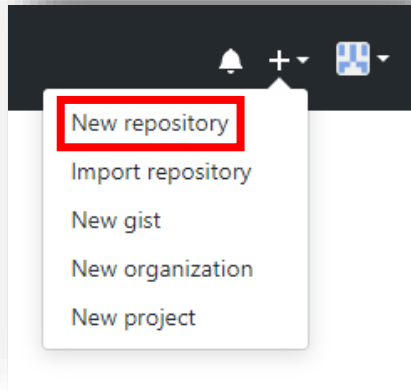 New repository
Import repository
New gist
New organization
New project